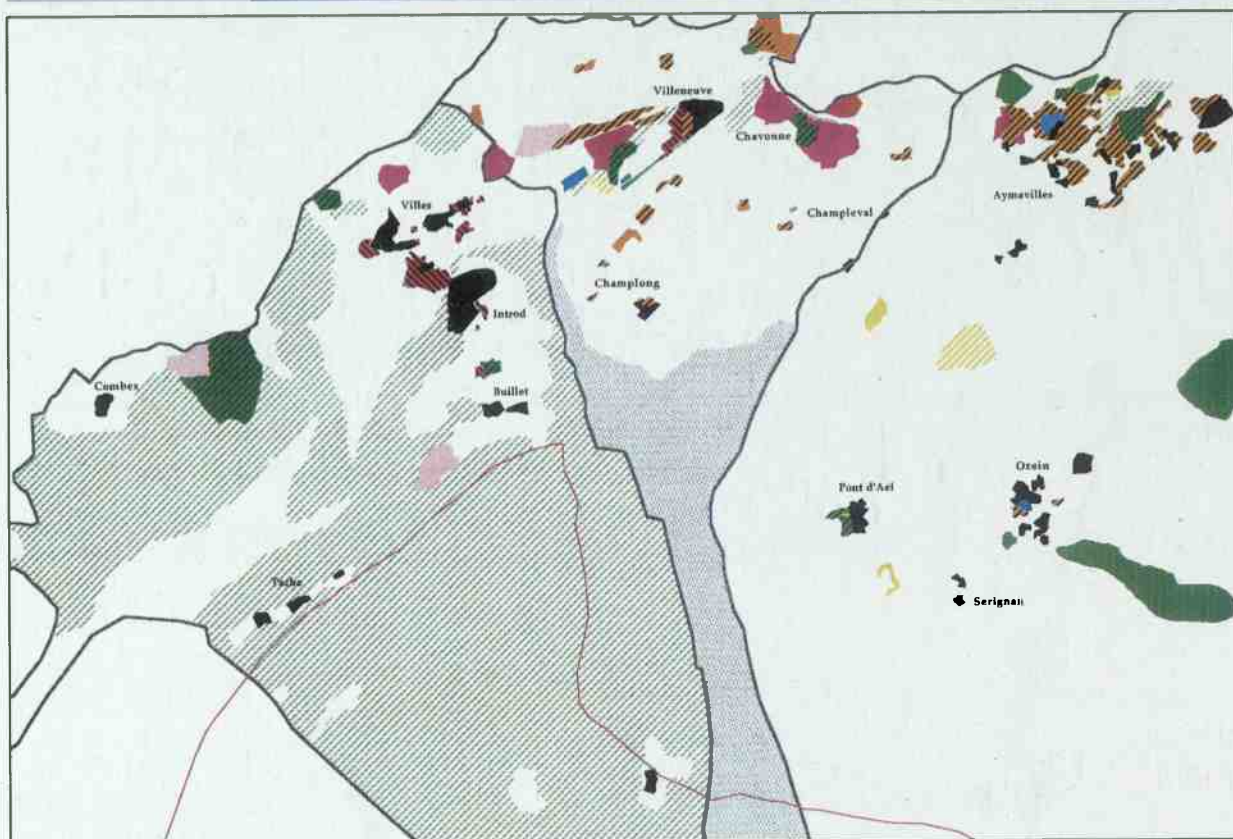 Villeneuve
Chavonne
Villes
Aymavilles
Champleval
Champlong
Introd
Combes
Buillet
Ozein
Pont d'Ael
Serignan